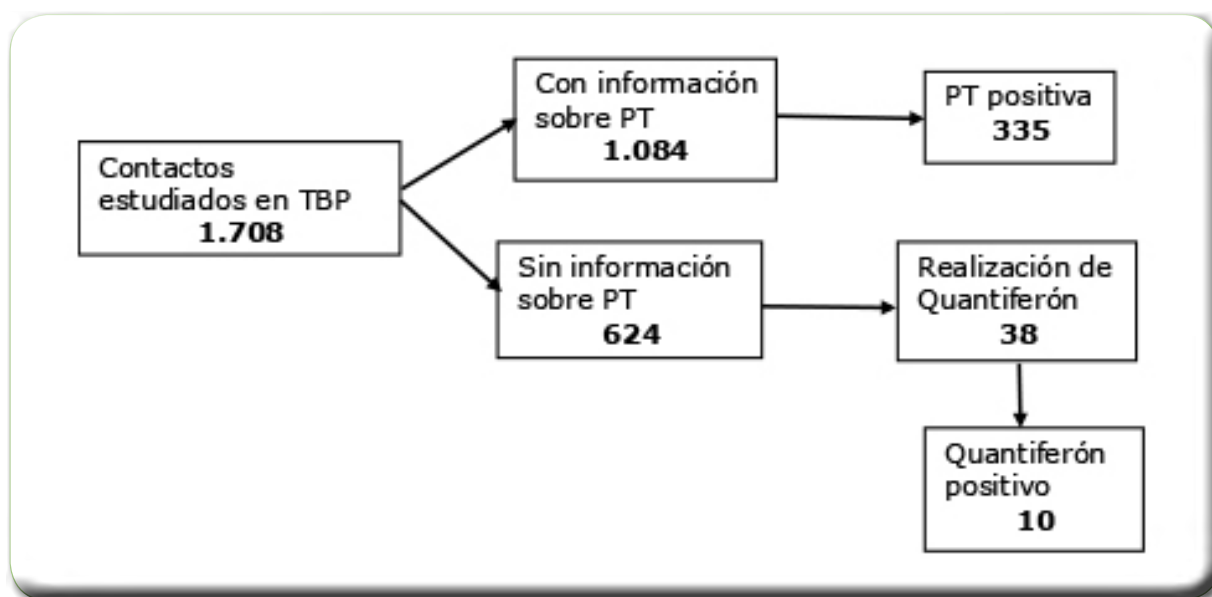 Contactos
estudiados en TBP
1.708
Con información
sobre PT
1.084
PT positiva
335
Sin información
sobre PT
624
Realización de
Quantiferón
38
Quantiferón
positivo
10